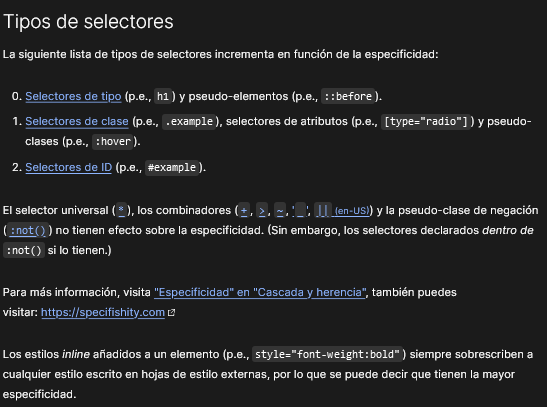 Tipos de selectores
La siguiente lista de tipos de selectores incrementa en función de la especificidad:
0. Selectores de tipo (p.e., h1) y pseudo-elementos (p.e., ::before).
1. Selectores de clase (p.e., .example), selectores de atributos (p.e., [type="radio"]) y pseudo-
clases (p.e., :hover).
2. Selectores de ID (p.e., #example).
El selector universal (*), los combinadores (+, >, ~, ' ', || (en-US)) y la pseudo-clase de negación
(:not()) no tienen efecto sobre la especificidad. (Sin embargo, los selectores declarados dentro de
:not() si lo tienen.)
Para más información, visita "Especificidad" en "Cascada y herencia", también puedes
visitar: https://specifishity.com
Los estilos inline añadidos a un elemento (p.e., style="font-weight:bold") siempre sobrescriben a
cualquier estilo escrito en hojas de estilo externas, por lo que se puede decir que tienen la mayor
especificidad.